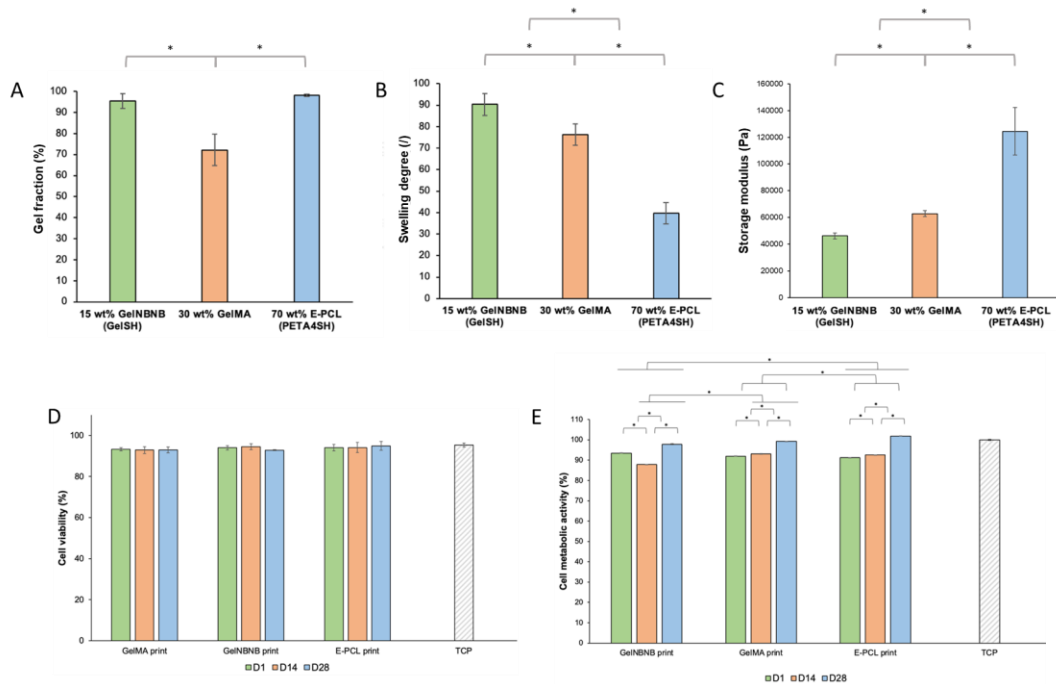 *
* *
A
Gel fraction (%)
100
90
80
70
60
50
40
30
20
10
0
15 wt% GelNBNB 30 wt% GelMA 70 wt% E-PCL
(GelSH) (PETA4SH)
*
* *
B
Swelling degree (/)
100
90
80
70
60
50
40
30
20
10
0
15 wt% GelNBNB 30 wt% GelMA 70 wt% E-PCL
(GelSH) (PETA4SH)
*
* *
C
Storage modulus (Pa)
160000
140000
120000
100000
80000
60000
40000
20000
0
15 wt% GelNBNB 30 wt% GelMA 70 wt% E-PCL
(GelSH) (PETA4SH)
D
Cell viability (%)
100
80
60
40
20
0
GelMA print GelNBNB print E-PCL print TCP
D1 D14 D28
E
*
*
*
* * *
* * * * * *
Cell metabolic activity (%)
110
100
90
80
70
60
50
40
30
20
10
0
GelNBNB print GelMA print E-PCL print TCP
D1 D14 D28